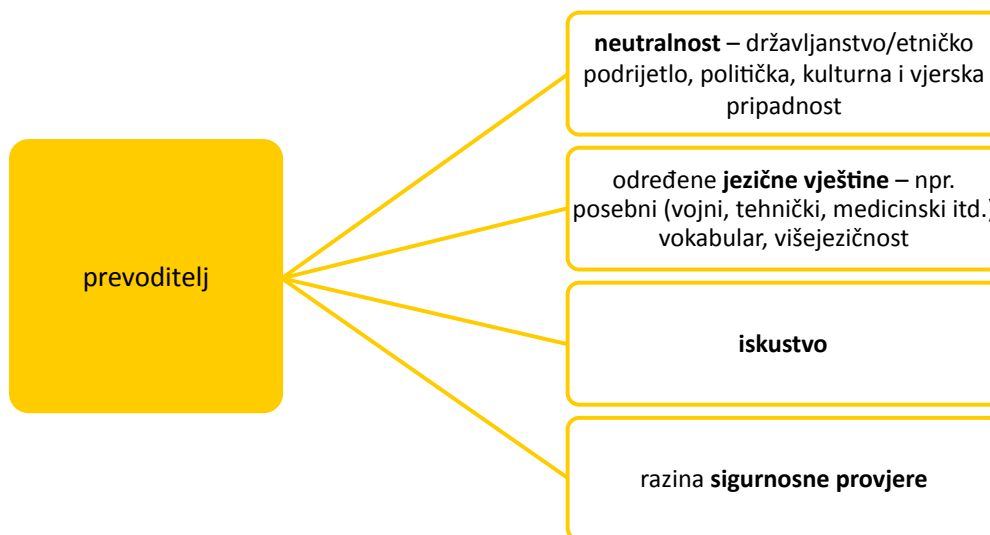 neutralnost – državljanstvo/etničko
podrijetlo, politička, kulturna i vjerska
pripadnost
određene jezične vještine – npr.
posebni (vojni, tehnički, medicinski itd.)
vokabular, višejezičnost
prevoditelj
iskustvo
razina sigurnosne provjere